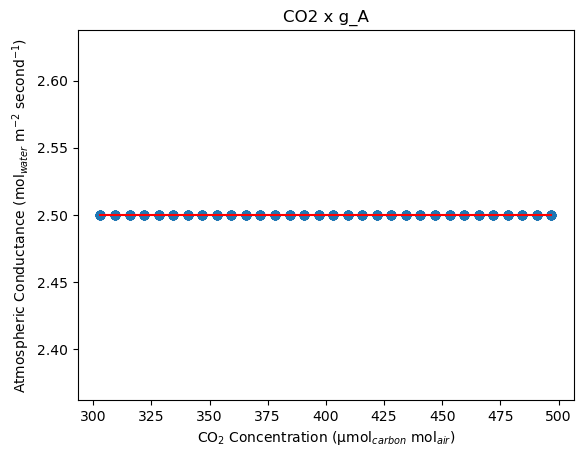 CO2 x g_A
Atmospheric Conductance (mol_water m⁻² second⁻¹)
2.60
2.55
2.50
2.45
2.40
300 325 350 375 400 425 450 475 500
CO₂ Concentration (μmol_carbon mol_air)